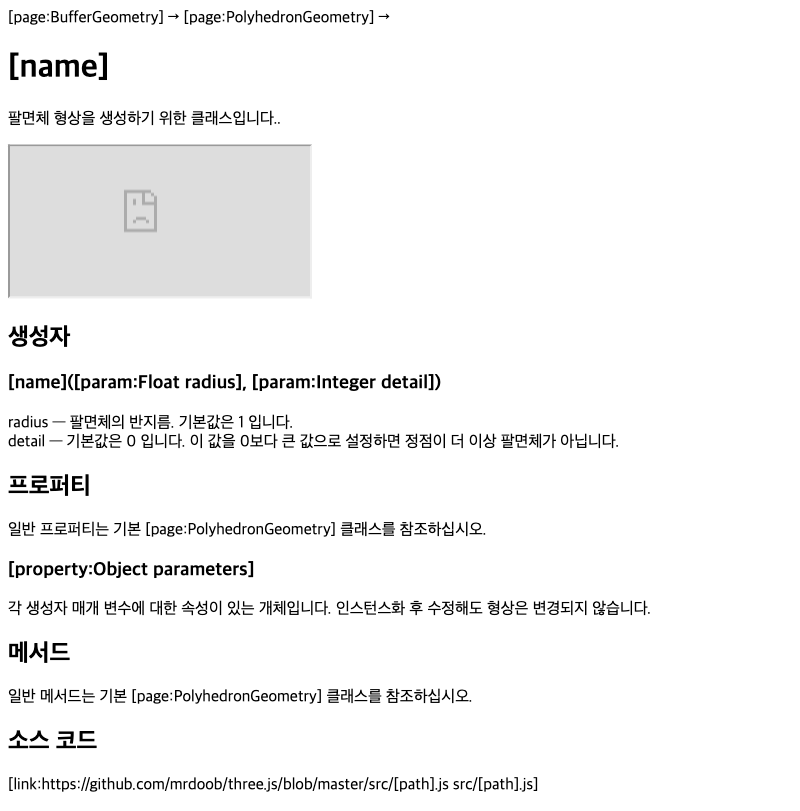 [page:BufferGeometry] → [page:PolyhedronGeometry] →
[name]
팔면체 형상을 생성하기 위한 클래스입니다..
생성자
[name]([param:Float radius], [param:Integer detail])
radius — 팔면체의 반지름. 기본값은 1 입니다.
detail — 기본값은 0 입니다. 이 값을 0보다 큰 값으로 설정하면 정점이 더 이상 팔면체가 아닙니다.
프로퍼티
일반 프로퍼티는 기본 [page:PolyhedronGeometry] 클래스를 참조하십시오.
[property:Object parameters]
각 생성자 매개 변수에 대한 속성이 있는 개체입니다. 인스턴스화 후 수정해도 형상은 변경되지 않습니다.
메서드
일반 메서드는 기본 [page:PolyhedronGeometry] 클래스를 참조하십시오.
소스 코드
[link:https://github.com/mrdoob/three.js/blob/master/src/[path].js src/[path].js]